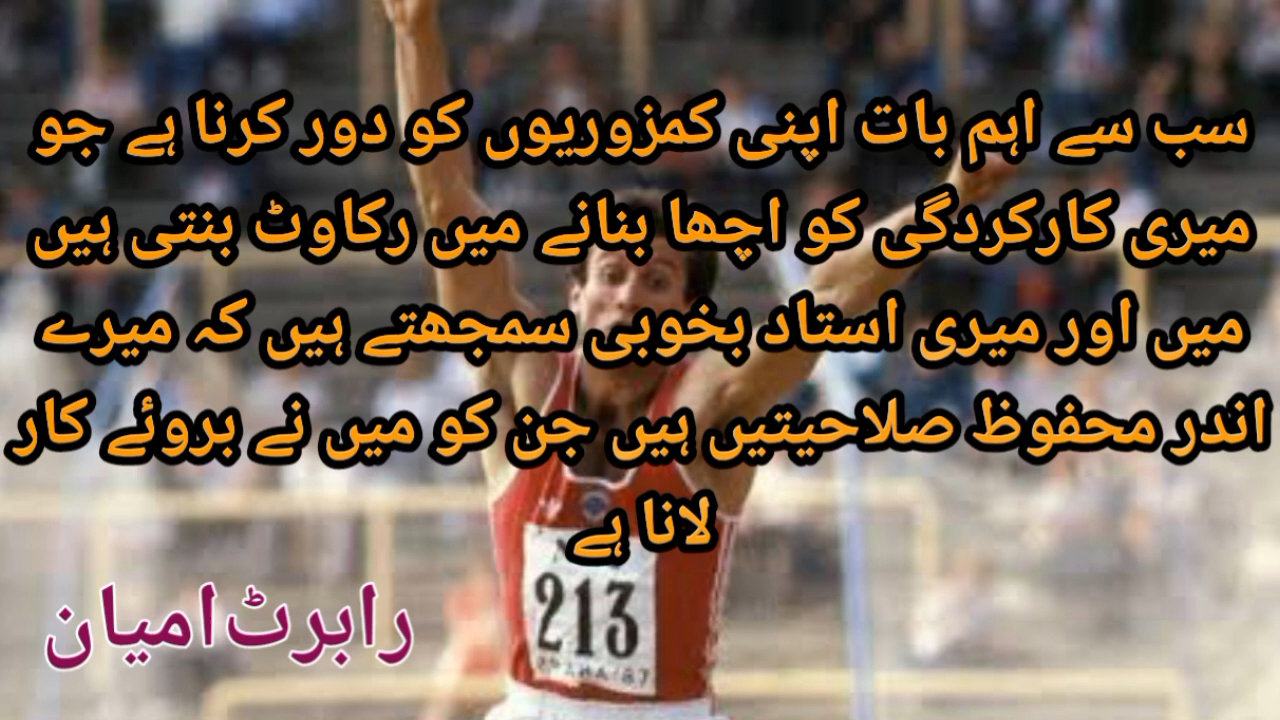 سب سے اہم بات اپنی کمزوریوں کو دور کرنا ہے جو
میری کارکردگی کو اچھا بنانے میں رکاوٹ بنتی ہیں
میں اور میری استاد بخوبی سمجھتے ہیں کہ میرے
اندر محفوظ صلاحیتیں ہیں جن کو میں نے بروئے کار
لانا ہے
213
PRAHA '87
رابرٹ امیان